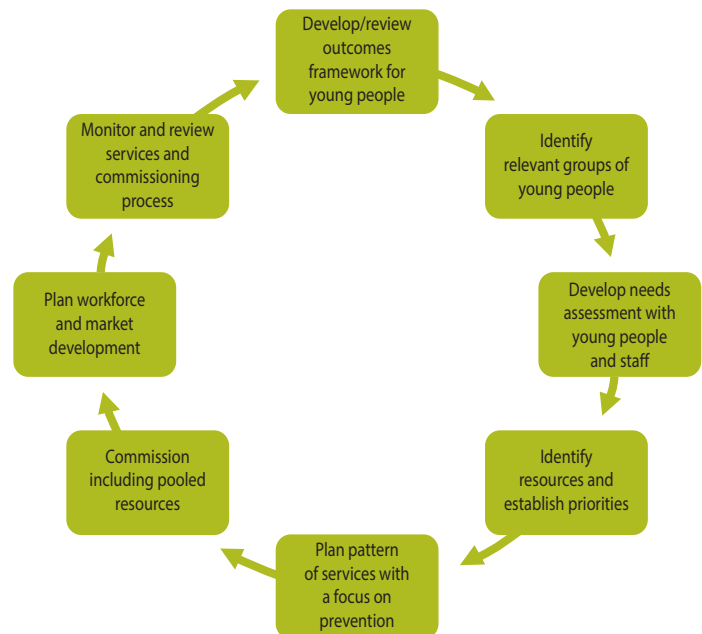 Develop/review
outcomes
framework for
young people
Identify
relevant groups of
young people
Develop needs
assessment with
young people
and staff
Identify
resources and
establish priorities
Plan pattern
of services with
a focus on
prevention
Commission
including pooled
resources
Plan workforce
and market
development
Monitor and review
services and
commissioning
process